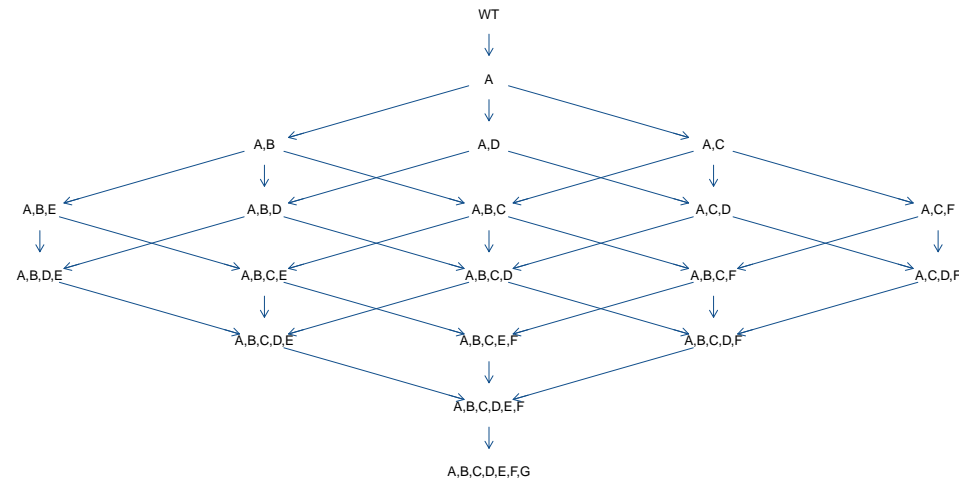 WT
A
A,B
A,D
A,C
A,B,E
A,B,D
A,B,C
A,C,D
A,C,F
A,B,D,E
A,B,C,E
A,B,C,D
A,B,C,F
A,C,D,F
A,B,C,D,E
A,B,C,E,F
A,B,C,D,F
A,B,C,D,E,F
A,B,C,D,E,F,G